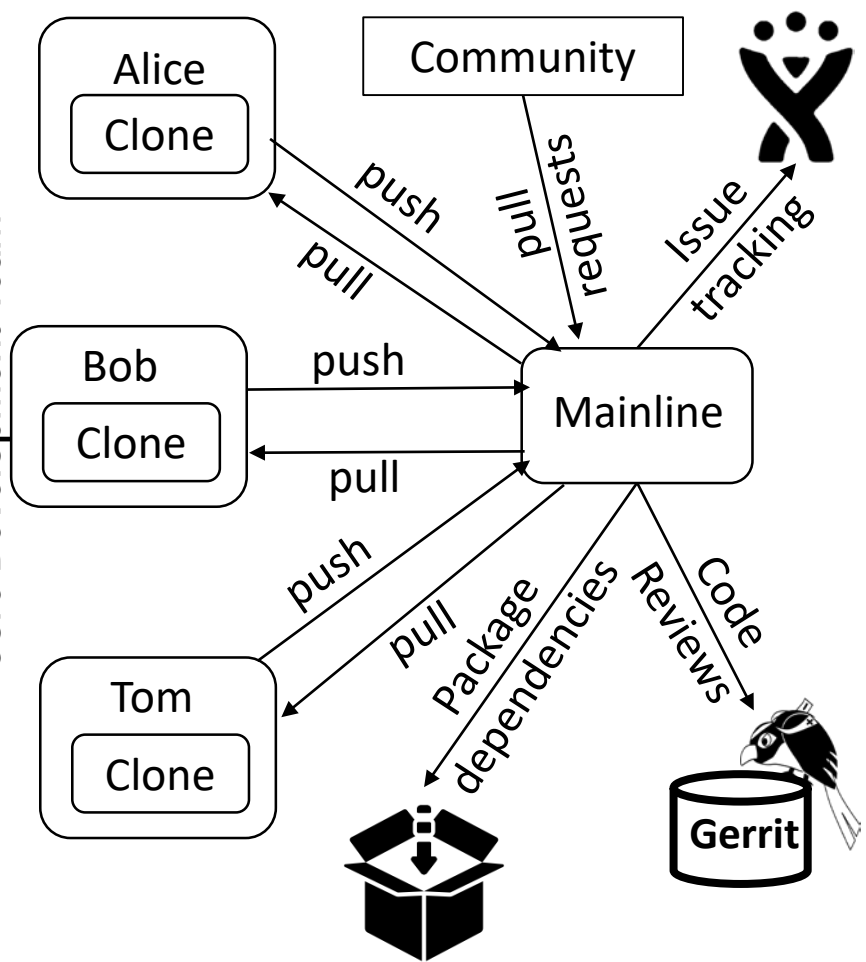 Alice
Clone
Community
push
pull
pull
requests
Issue
tracking
Bob
Clone
push
pull
Mainline
push
pull
Package
dependencies
Code
Reviews
Tom
Clone
Gerrit